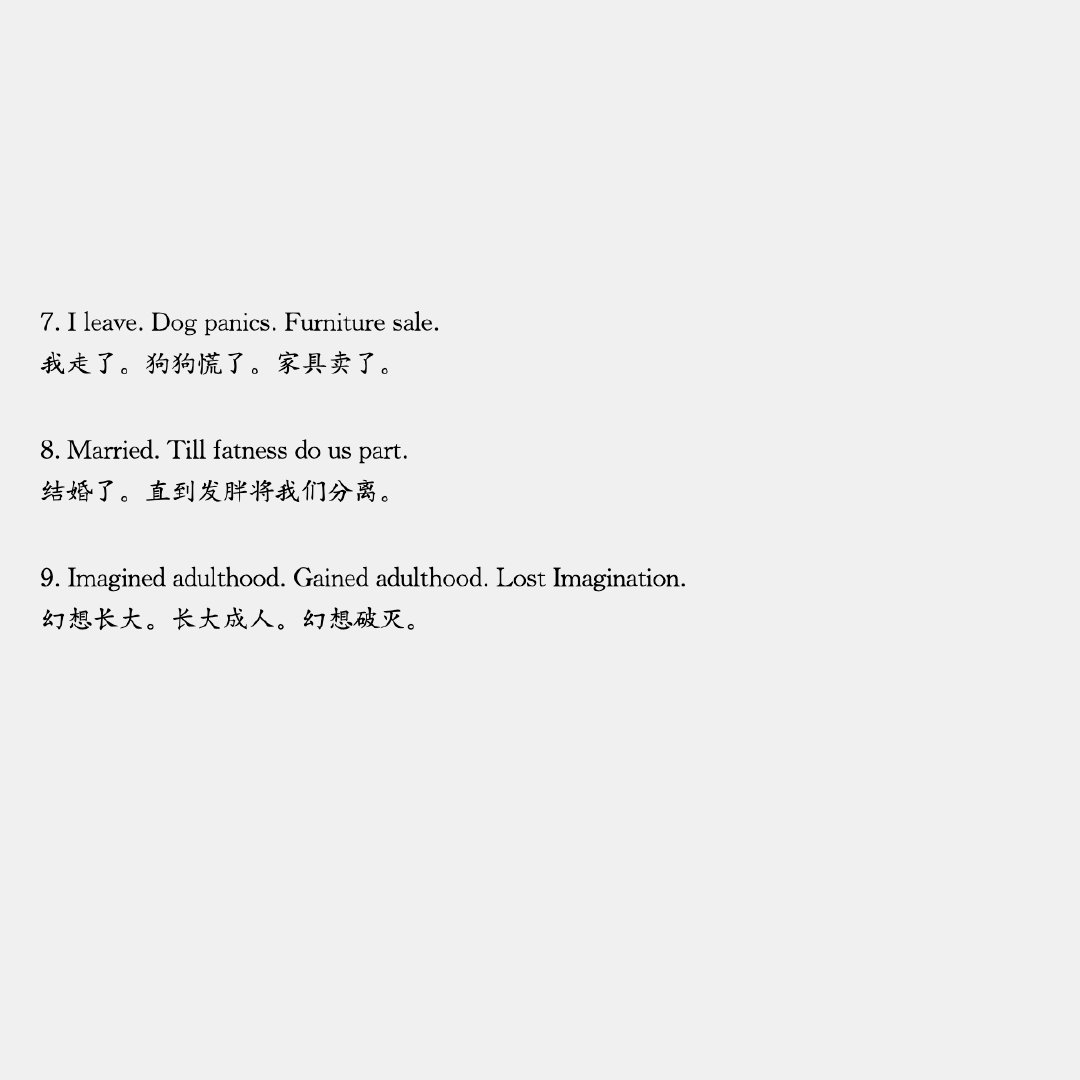 7. I leave. Dog panics. Furniture sale.
我走了。狗狗慌了。家具卖了。
8. Married. Till fatness do us part.
结婚了。直到发胖将我们分离。
9. Imagined adulthood. Gained adulthood. Lost Imagination.
幻想长大。长大成人。幻想破灭。